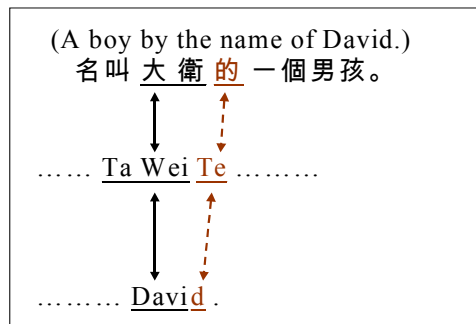 (A boy by the name of David.)
名叫 大衛 的 一個男孩。
…… Ta Wei Te ………
……… David .